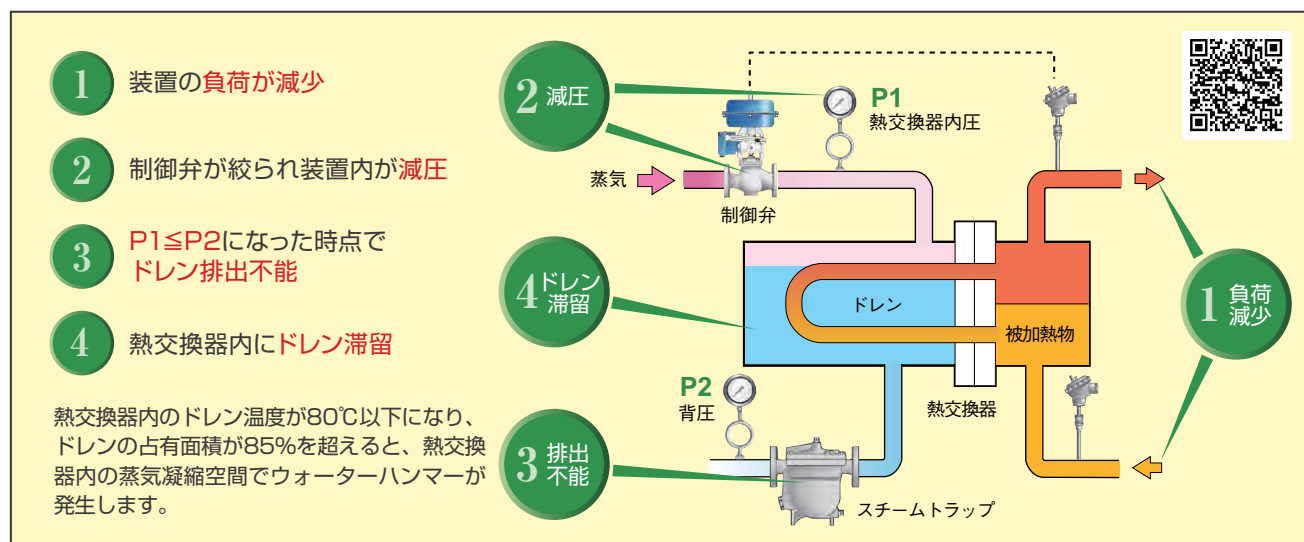 1 装置の負荷が減少
2 制御弁が絞られ装置内が減圧
3 P1≦P2になった時点で
ドレン排出不能
4 熱交換器内にドレン滞留
熱交換器内のドレン温度が80℃以下になり、
ドレンの占有面積が85%を超えると、熱交換
器内の蒸気凝縮空間でウォーターハンマーが
発生します。
2 減圧
P1
熱交換器内圧
蒸気
制御弁
4 ドレン
滞留
ドレン
被加熱物
1 負荷
減少
P2
背圧
熱交換器
3 排出
不能
スチームトラップ